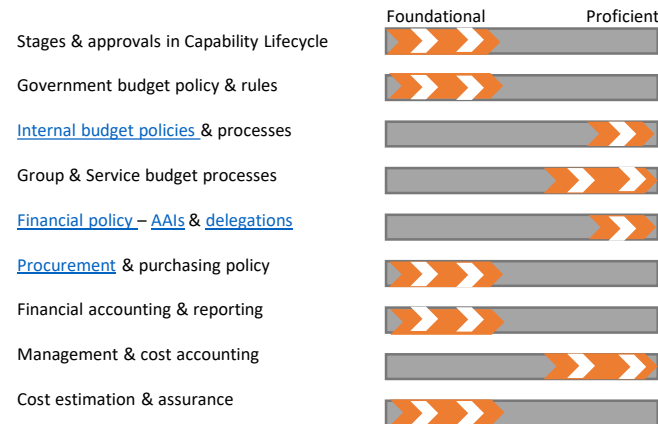 Foundational Proficient
Stages & approvals in Capability Lifecycle
Government budget policy & rules
Internal budget policies & processes
Group & Service budget processes
Financial policy – AAIs & delegations
Procurement & purchasing policy
Financial accounting & reporting
Management & cost accounting
Cost estimation & assurance